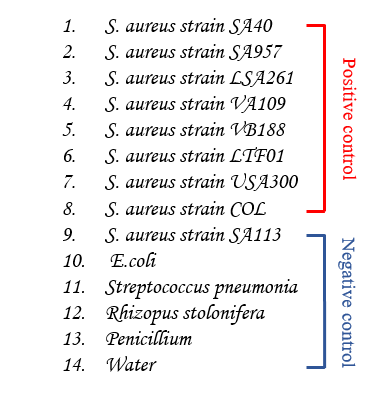 1. S. aureus strain SA40
2. S. aureus strain SA957
3. S. aureus strain LSA261
4. S. aureus strain VA109
5. S. aureus strain VB188
6. S. aureus strain LTF01
7. S. aureus strain USA300
8. S. aureus strain COL
9. S. aureus strain SA113
10. E.coli
11. Streptococcus pneumonia
12. Rhizopus stolonifera
13. Penicillium
14. Water
Positive control
Negative control